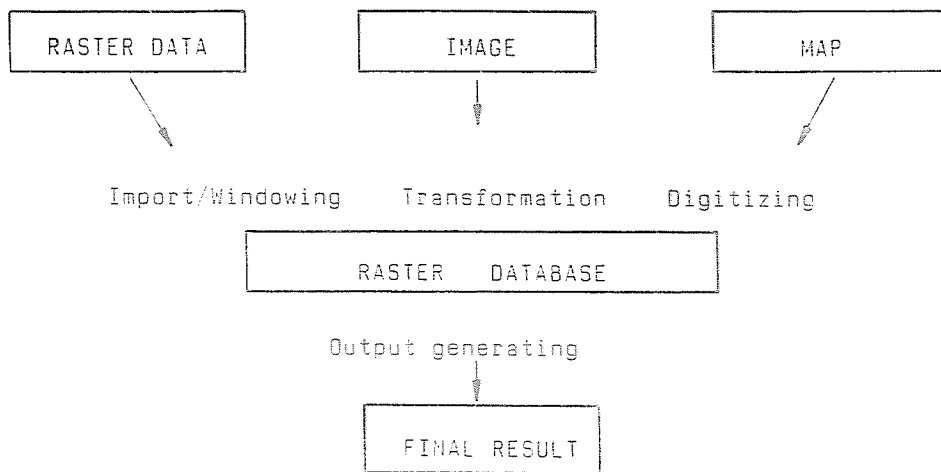 RASTER DATA IMAGE MAP
Import/Windowing Transformation Digitizing
RASTER DATABASE
Output generating
FINAL RESULT